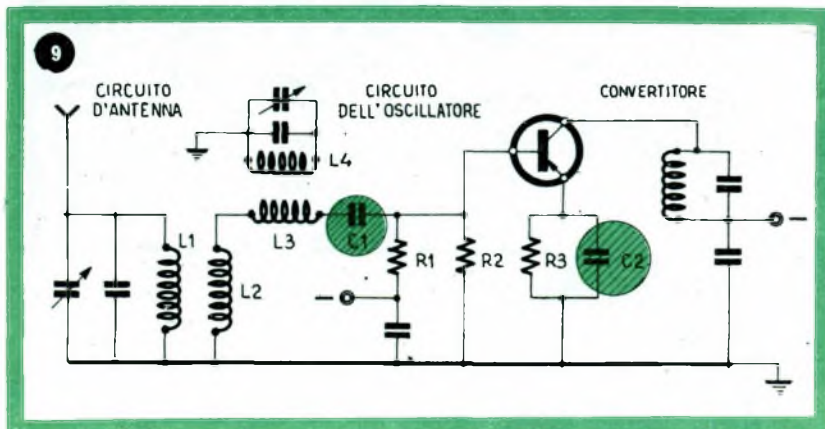 9
CIRCUITO
D'ANTENNA
CIRCUITO
DELL'OSCILLATORE
CONVERTITORE
L4
L1
L2
L3
C1
R1
R2
R3
C2
–
–